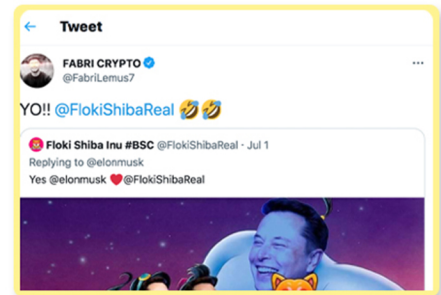 Tweet
FABRI CRYPTO
@FabriLemus7
YO!! @FlokiShibaReal 🤣🤣
Floki Shiba Inu #BSC @FlokiShibaReal · Jul 1
Replying to @elonmusk
Yes @elonmusk ❤️@FlokiShibaReal